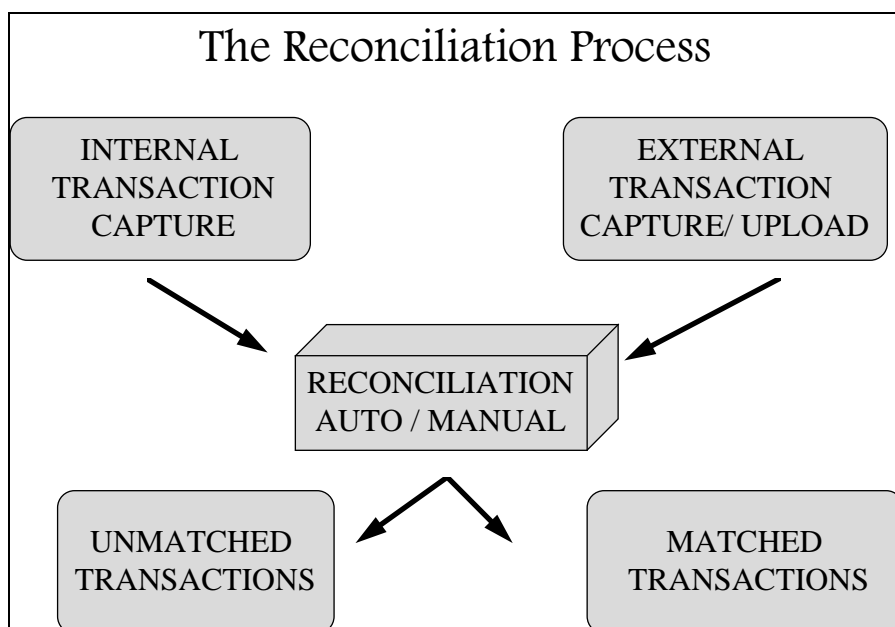 The Reconciliation Process
INTERNAL
TRANSACTION
CAPTURE
EXTERNAL
TRANSACTION
CAPTURE/ UPLOAD
RECONCILIATION
AUTO / MANUAL
UNMATCHED
TRANSACTIONS
MATCHED
TRANSACTIONS